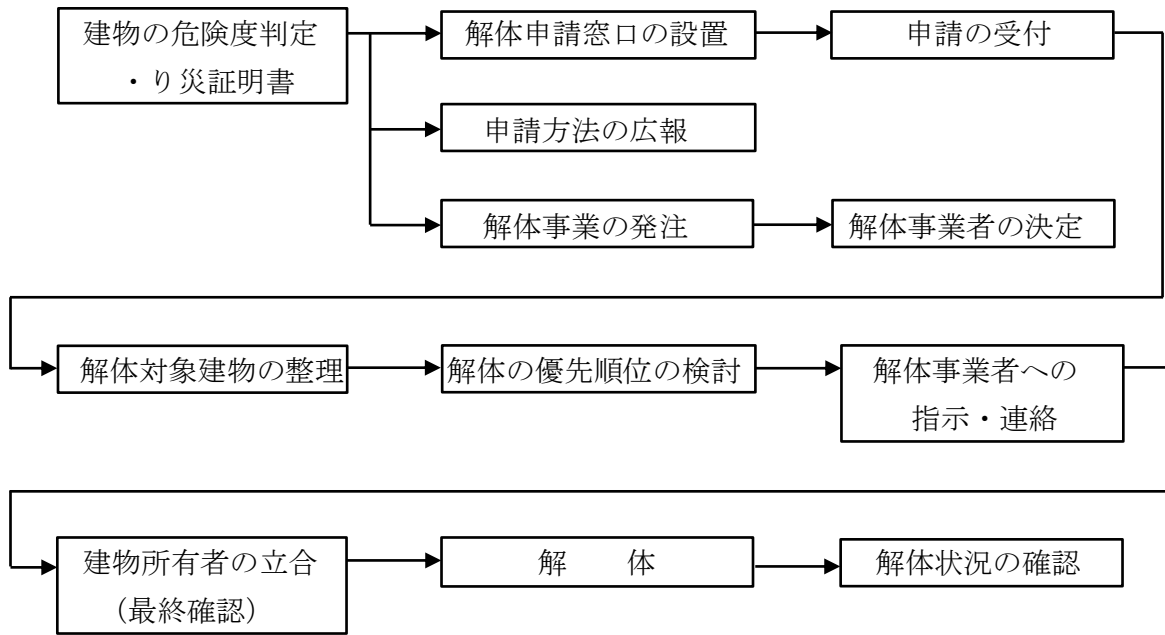 建物の危険度判定
・り災証明書
解体申請窓口の設置
申請の受付
申請方法の広報
解体事業の発注
解体事業者の決定
解体対象建物の整理
解体の優先順位の検討
解体事業者への
指示・連絡
建物所有者の立合
（最終確認）
解　　体
解体状況の確認